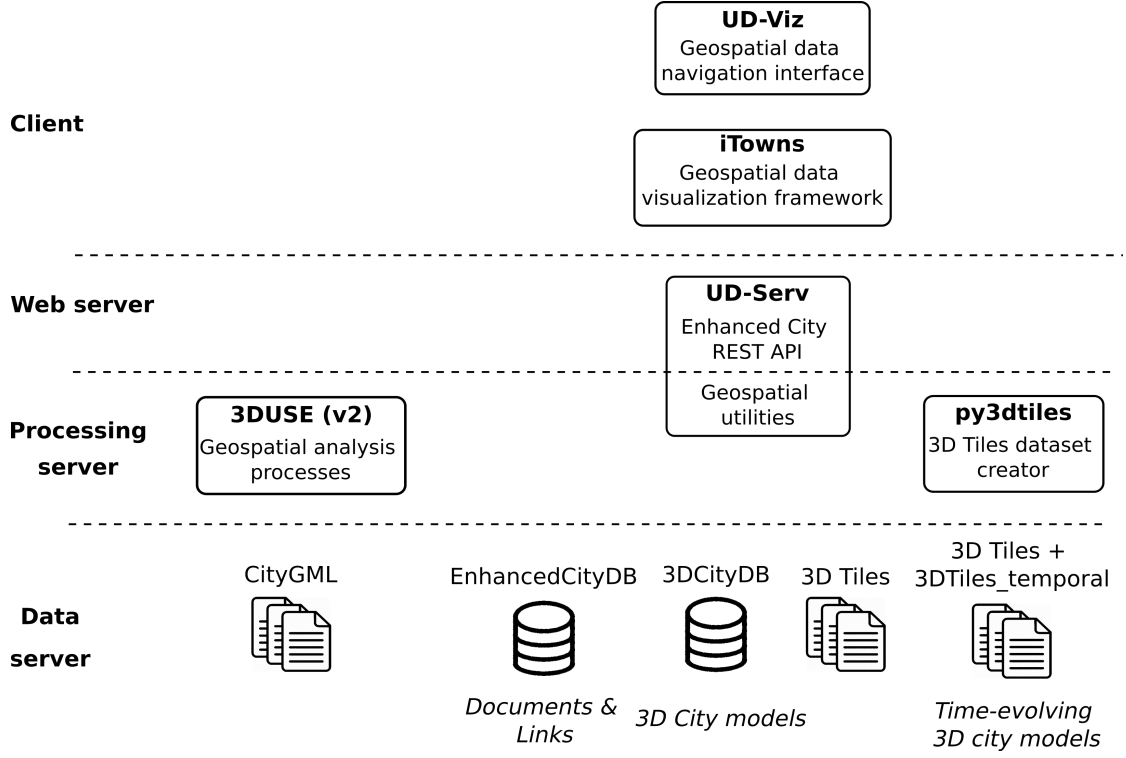 UD-Viz
Geospatial data
navigation interface
Client
iTowns
Geospatial data
visualization framework
Web server
UD-Serv
Enhanced City
REST API
Geospatial
utilities
Processing
server
3DUSE (v2)
Geospatial analysis
processes
py3dtiles
3D Tiles dataset
creator
Data
server
CityGML
EnhancedCityDB
3DCityDB
3D Tiles
3D Tiles +
3DTiles_temporal
Documents &
Links
3D City models
Time-evolving
3D city models